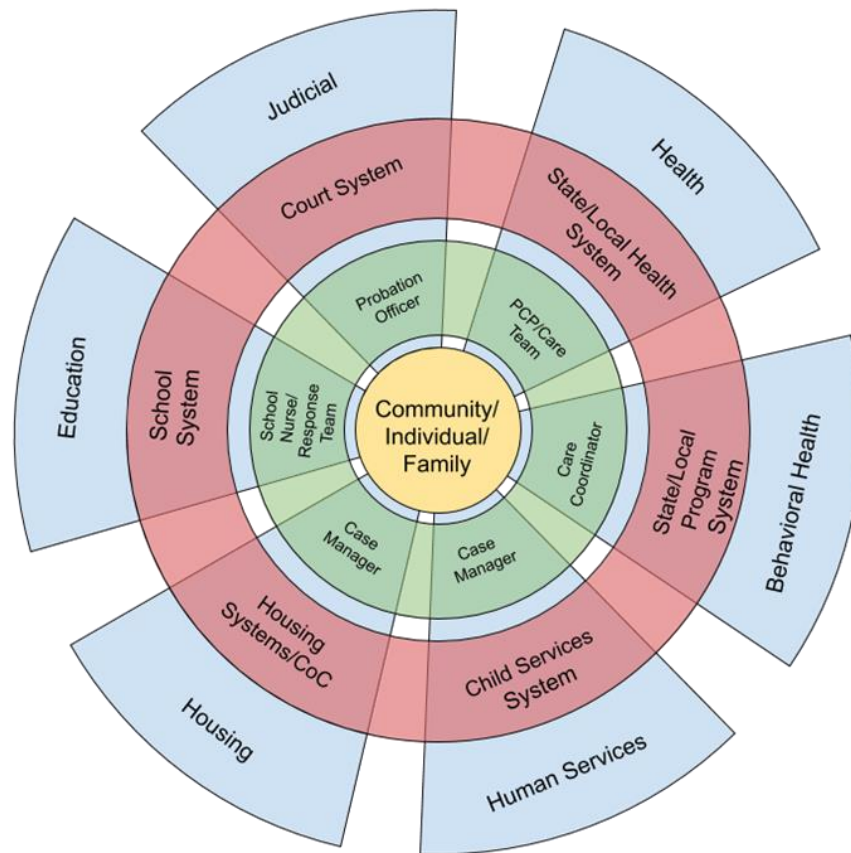 Judicial
Health
Court System
State/Local Health
System
Probation
Officer
PCP/Care
Team
Education
School
System
School
Nurse/
Response
Team
Community/
Individual/
Family
Care
Coordinator
State/Local
Program
System
Behavioral Health
Case
Manager
Case
Manager
Housing
Systems/CoC
Child Services
System
Housing
Human Services